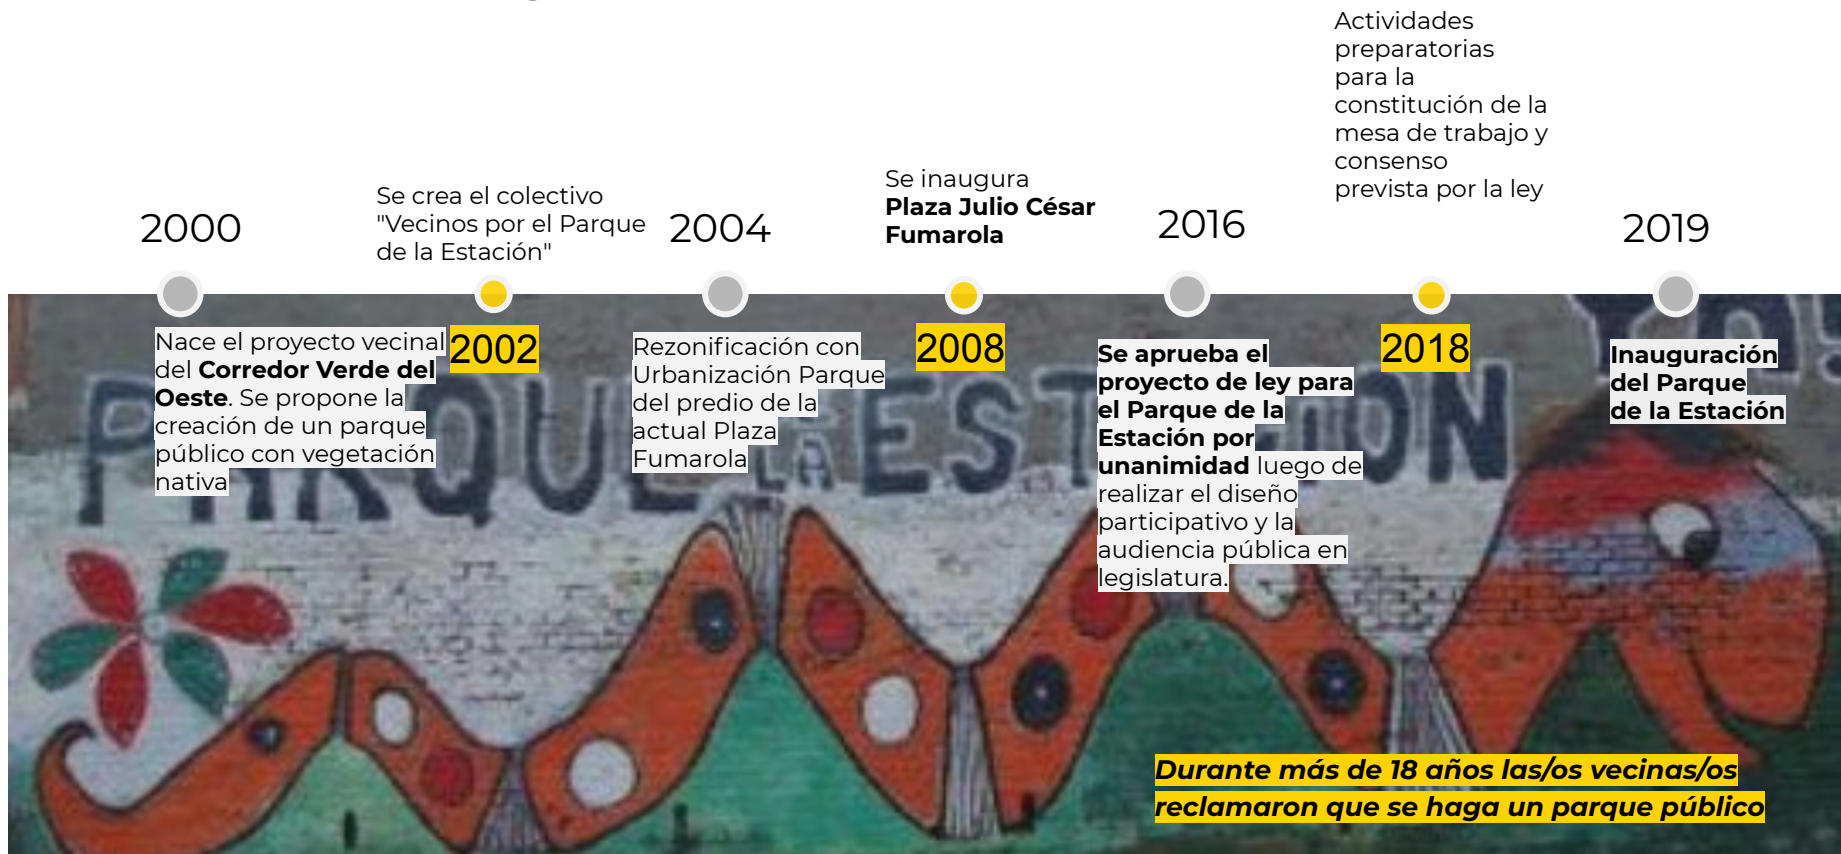 2000
Nace el proyecto vecinal
del Corredor Verde del
Oeste. Se propone la
creación de un parque
público con vegetación
nativa
Se crea el colectivo
"Vecinos por el Parque
de la Estación"
2002
2004
Rezonificación con
Urbanización Parque
del predio de la
actual Plaza
Fumarola
Se inaugura
Plaza Julio César
Fumarola
2008
2016
Se aprueba el
proyecto de ley para
el Parque de la
Estación por
unanimidad luego de
realizar el diseño
participativo y la
audiencia pública en
legislatura.
Actividades
preparatorias
para la
constitución de la
mesa de trabajo y
consenso
prevista por la ley
2018
2019
Inauguración
del Parque
de la Estación
Durante más de 18 años las/os vecinas/os
reclamaron que se haga un parque público